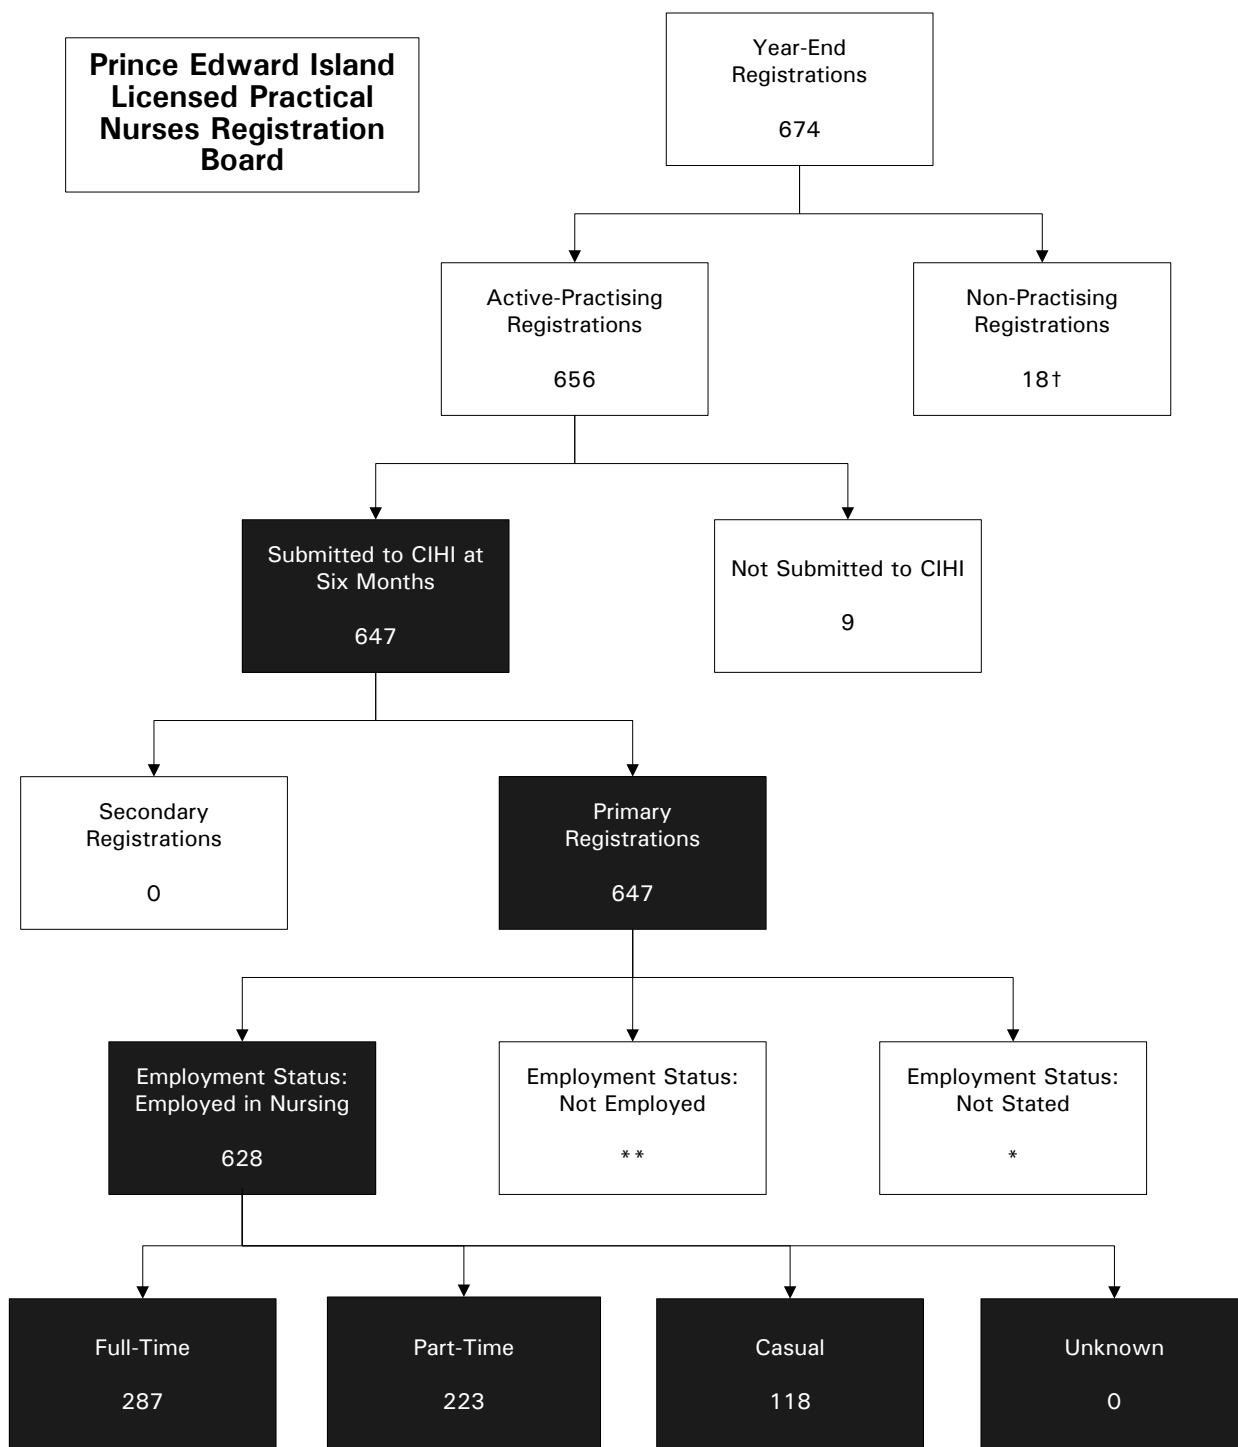 Prince Edward Island
Licensed Practical
Nurses Registration
Board
Year-End
Registrations
674
Active-Practising
Registrations
656
Non-Practising
Registrations
18†
Submitted to CIHI at
Six Months
647
Not Submitted to CIHI
9
Secondary
Registrations
0
Primary
Registrations
647
Employment Status:
Employed in Nursing
628
Employment Status:
Not Employed
**
Employment Status:
Not Stated
*
Full-Time
287
Part-Time
223
Casual
118
Unknown
0